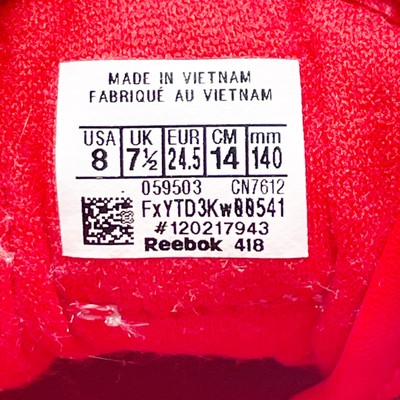 MADE IN VIETNAM
FABRIQUÉ AU VIETNAM
USA UK EUR CM mm
8 7½ 24.5 14 140
059503 CN7612
FxYTD3Kw00541
#120217943
Reebok 418